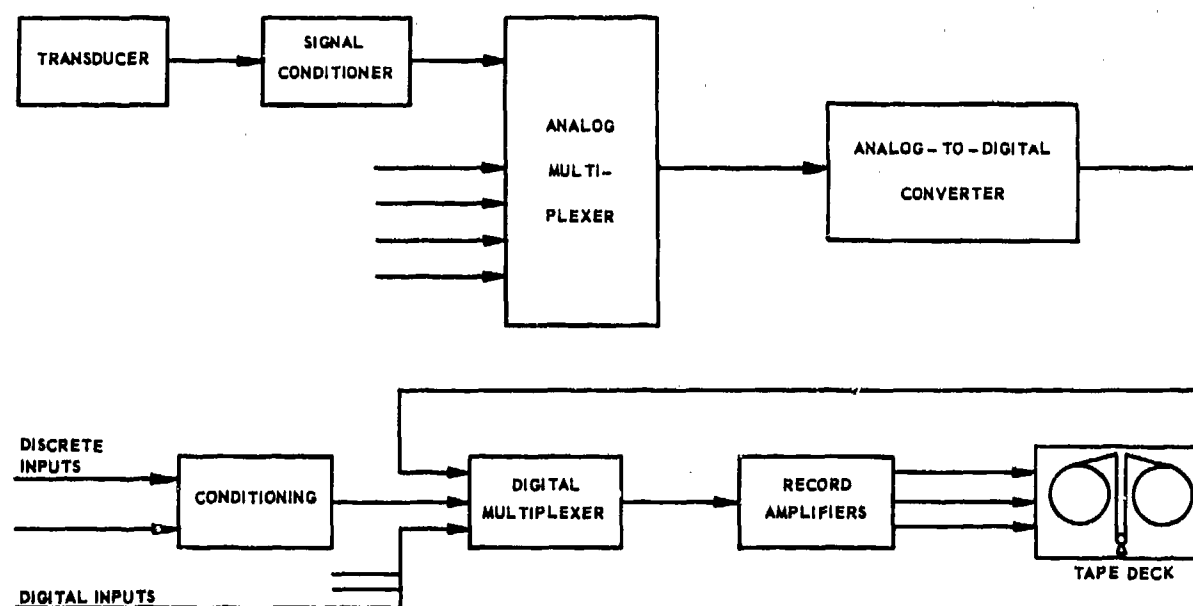 TRANSDUCER
SIGNAL
CONDITIONER
ANALOG
MULTI-
PLEXER
ANALOG-TO-DIGITAL
CONVERTER
DISCRETE
INPUTS
CONDITIONING
DIGITAL
MULTIPLEXER
RECORD
AMPLIFIERS
TAPE DECK
DIGITAL INPUTS